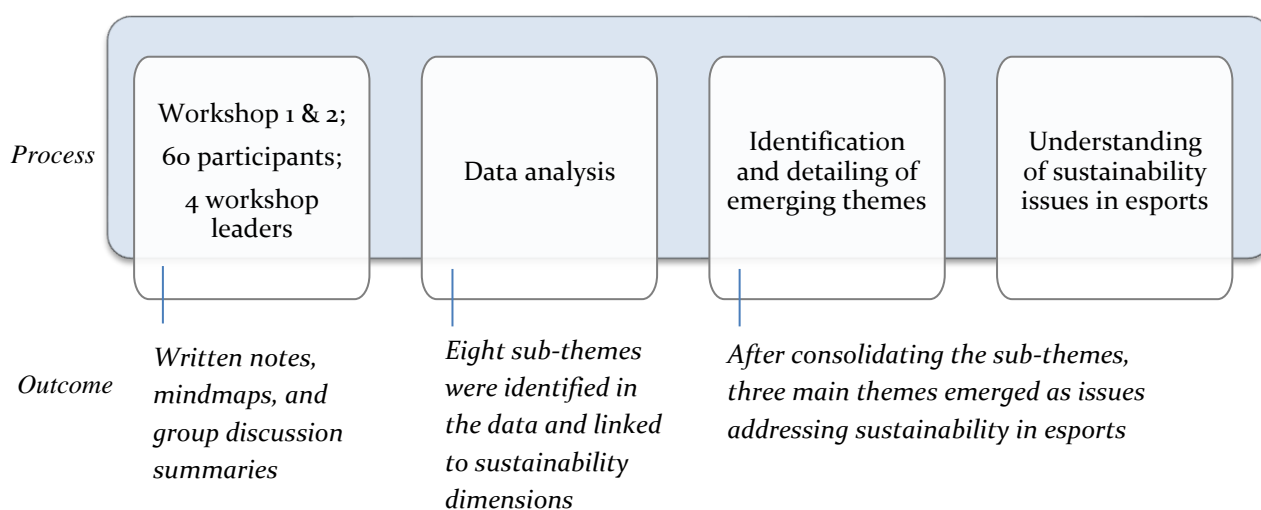 Process
Workshop 1 & 2;
60 participants;
4 workshop
leaders
Data analysis
Identification
and detailing of
emerging themes
Understanding
of sustainability
issues in esports
Outcome
Written notes,
mindmaps, and
group discussion
summaries
Eight sub-themes
were identified in
the data and linked
to sustainability
dimensions
After consolidating the sub-themes,
three main themes emerged as issues
addressing sustainability in esports